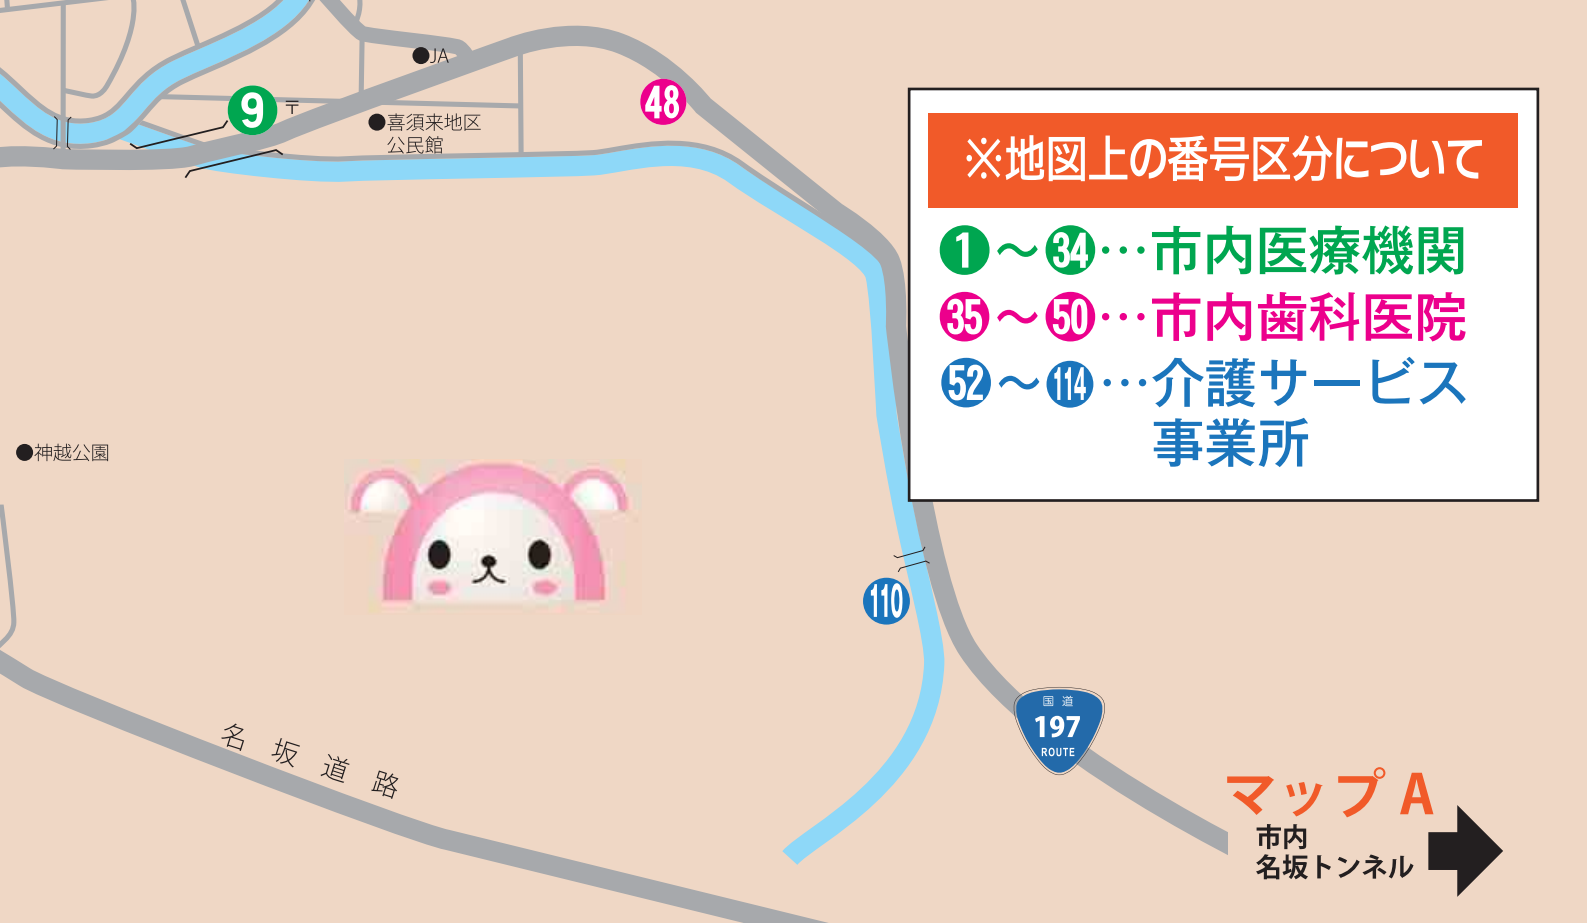 ●JA
9
〒
●喜須来地区
公民館
48
※地図上の番号区分について
1～34…市内医療機関
35～50…市内歯科医院
52～114…介護サービス
事業所
●神越公園
110
国道
197
ROUTE
名坂道路
マップ A
市内
名坂トンネル